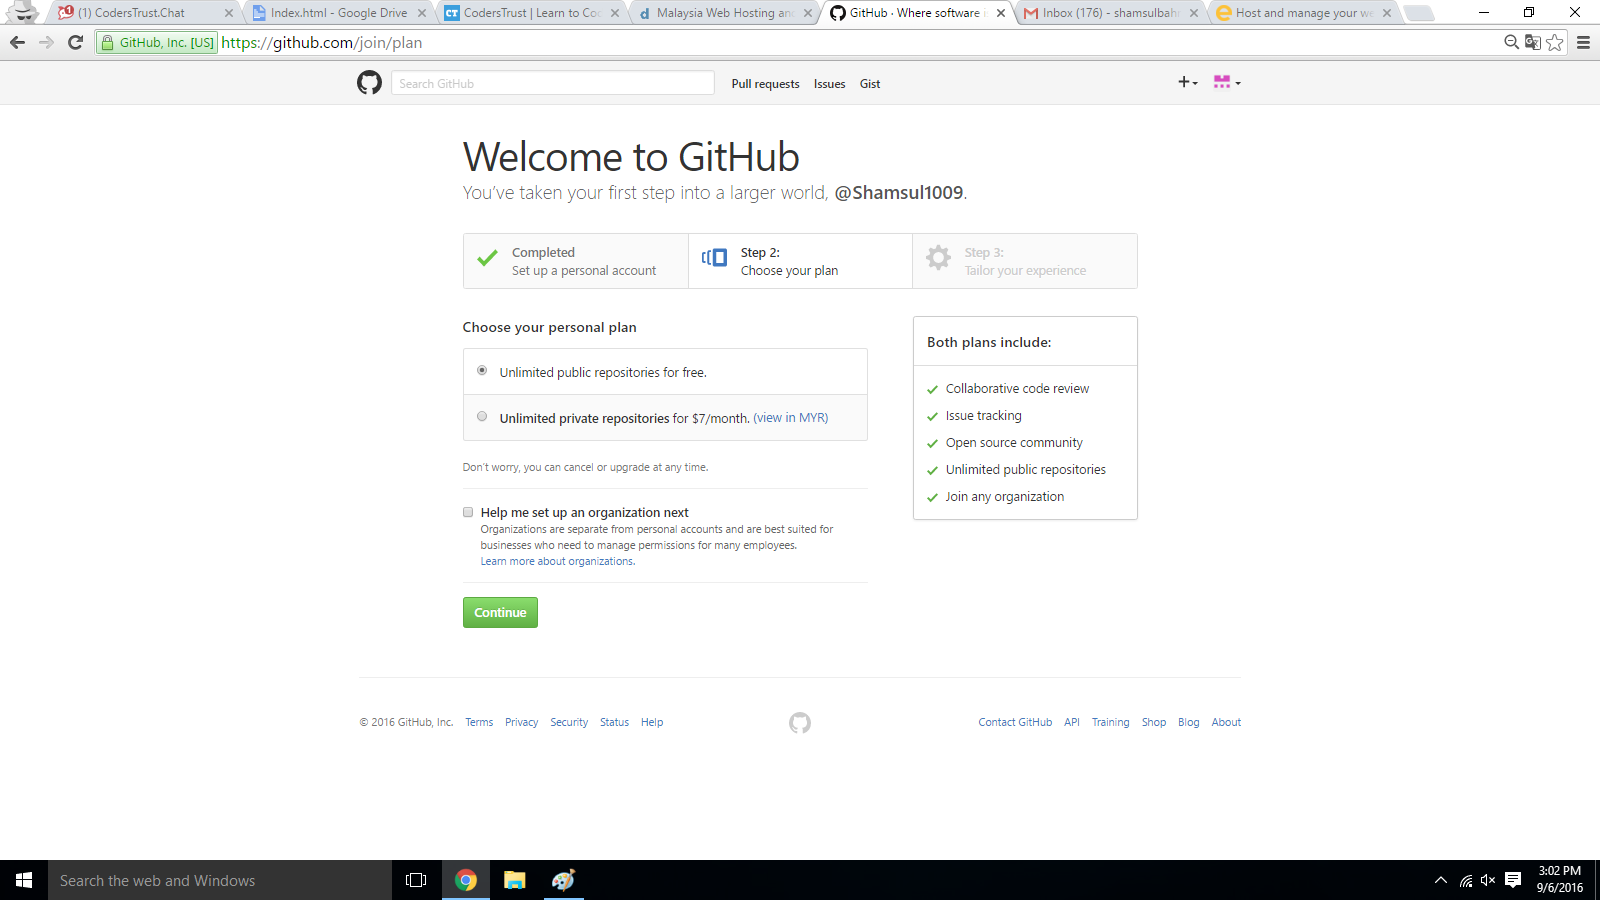 (1) CodersTrust.Chat
Index.html - Google Drive
CodersTrust | Learn to Co
Malaysia Web Hosting an
GitHub · Where software
Inbox (176) - shamsulbah
Host and manage your w
GitHub, Inc. [US]
https://github.com/join/plan
Search GitHub
Pull requests
Issues
Gist
Welcome to GitHub
You’ve taken your first step into a larger world, @Shamsul1009.
Completed
Set up a personal account
Step 2:
Choose your plan
Step 3:
Tailor your experience
Choose your personal plan
Unlimited public repositories for free.
Unlimited private repositories for $7/month. (view in MYR)
Don’t worry, you can cancel or upgrade at any time.
Help me set up an organization next
Organizations are separate from personal accounts and are best suited for
businesses who need to manage permissions for many employees.
Learn more about organizations.
Continue
Both plans include:
Collaborative code review
Issue tracking
Open source community
Unlimited public repositories
Join any organization
© 2016 GitHub, Inc.
Terms
Privacy
Security
Status
Help
Contact GitHub
API
Training
Shop
Blog
About
Search the web and Windows
3:02 PM
9/6/2016